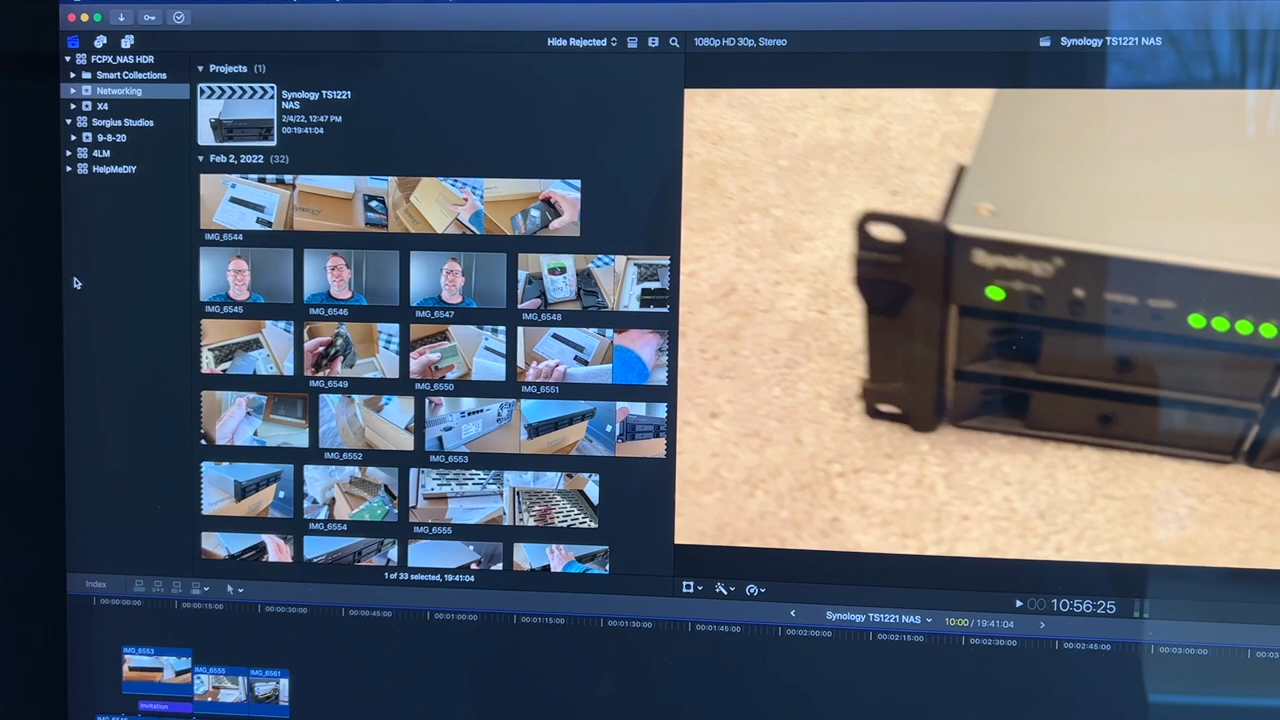 Hide Rejected
1080p HD 30p, Stereo
Synology TS1221 NAS
FCPX_NAS HDR
Smart Collections
Networking
X4
Sorgius Studios
9-8-20
4LM
HelpMeDIY
Projects (1)
Synology TS1221
NAS
2/4/22, 12:47 PM
00:19:41:04
Feb 2, 2022 (32)
IMG_6544
IMG_6545
IMG_6546
IMG_6547
IMG_6548
IMG_6549
IMG_6550
IMG_6551
IMG_6552
IMG_6553
IMG_6554
IMG_6555
1 of 33 selected, 19:41:04
Synology
Index
00:10:56:25
Synology TS1221 NAS
10:00 / 19:41:04
00:00:00:00
00:00:15:00
00:00:30:00
00:00:45:00
00:01:00:00
00:01:15:00
00:01:30:00
00:01:45:00
00:02:00:00
00:02:15:00
00:02:30:00
00:02:45:00
00:03:00:00
IMG_6553
IMG_6555
IMG_6561
Invitation